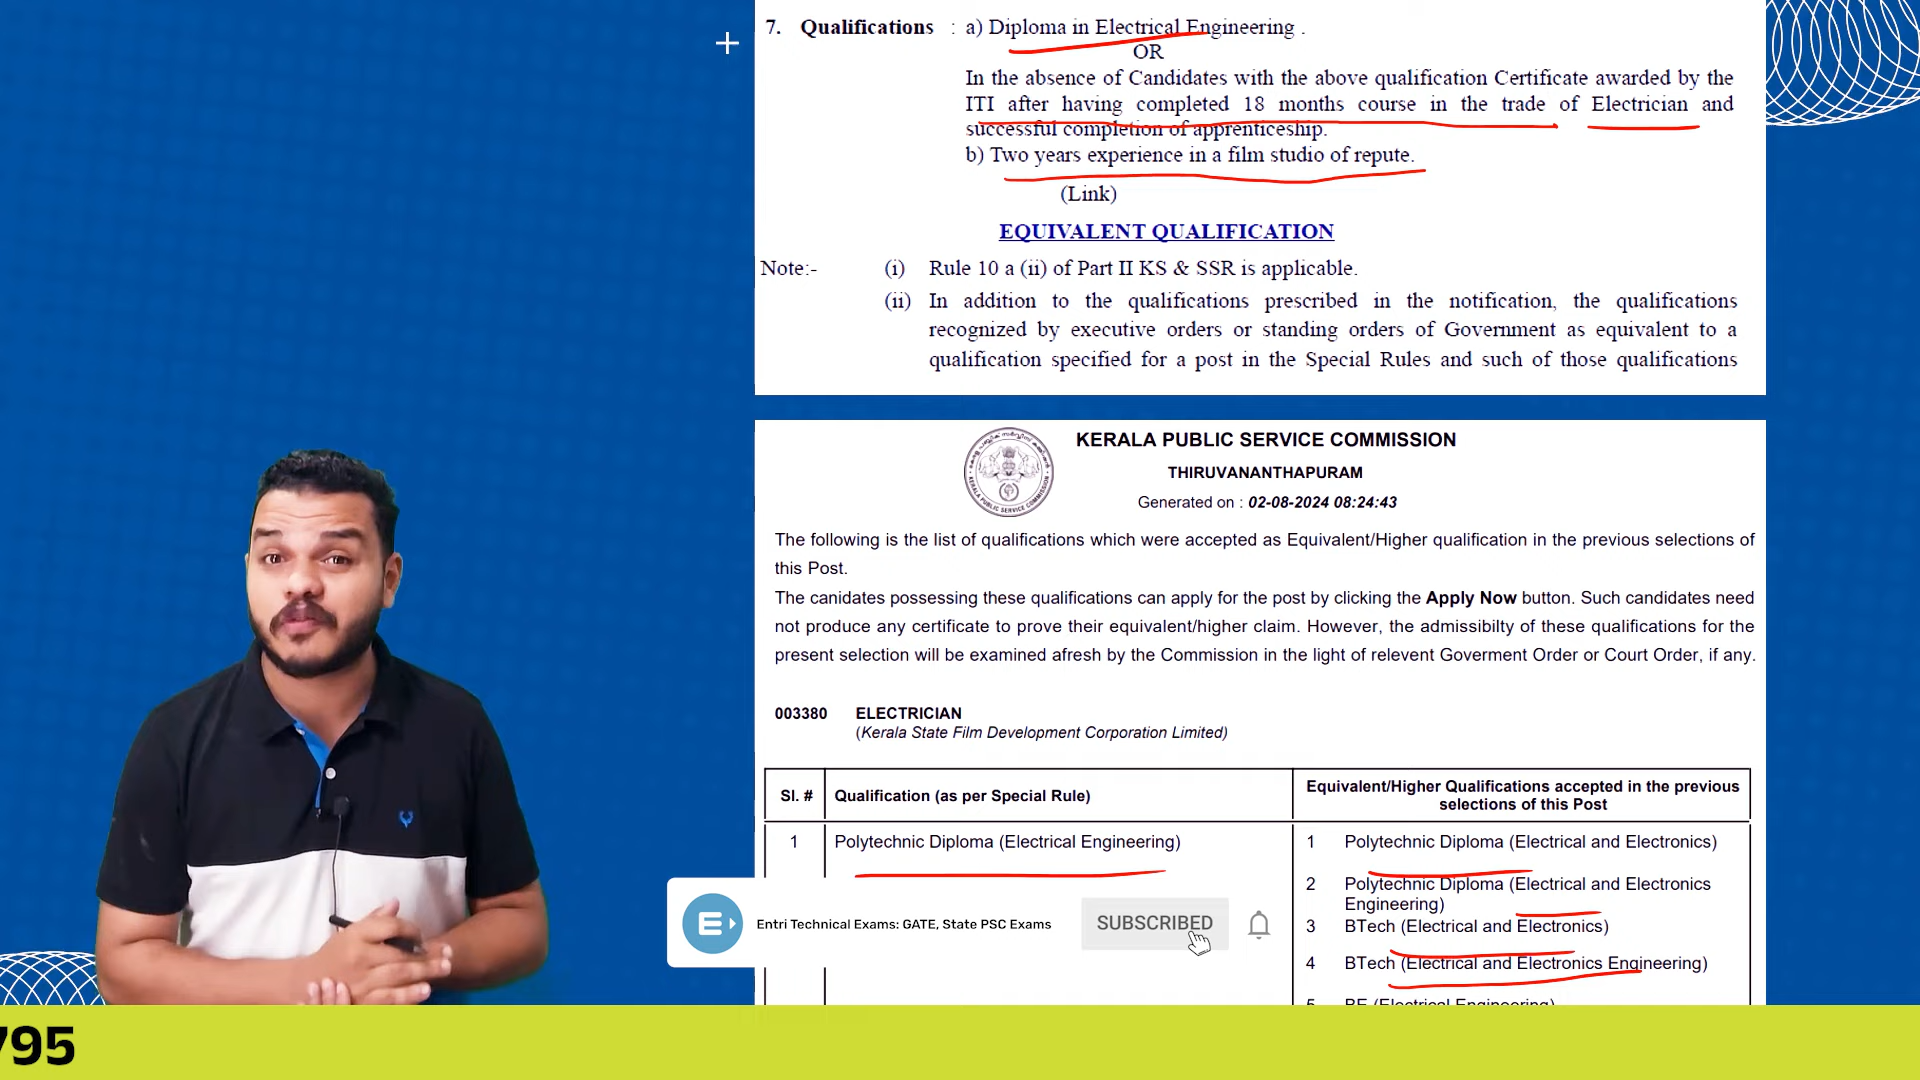 7. Qualifications : a) Diploma in Electrical Engineering .
OR
In the absence of Candidates with the above qualification Certificate awarded by the
ITI after having completed 18 months course in the trade of Electrician and
successful completion of apprenticeship.
b) Two years experience in a film studio of repute.
(Link)
EQUIVALENT QUALIFICATION
Note:- (i) Rule 10 a (ii) of Part II KS & SSR is applicable.
(ii) In addition to the qualifications prescribed in the notification, the qualifications
recognized by executive orders or standing orders of Government as equivalent to a
qualification specified for a post in the Special Rules and such of those qualifications
KERALA PUBLIC SERVICE COMMISSION
THIRUVANANTHAPURAM
Generated on : 02-08-2024 08:24:43
The following is the list of qualifications which were accepted as Equivalent/Higher qualification in the previous selections of
this Post.
The canidates possessing these qualifications can apply for the post by clicking the Apply Now button. Such candidates need
not produce any certificate to prove their equivalent/higher claim. However, the admissibilty of these qualifications for the
present selection will be examined afresh by the Commission in the light of relevent Goverment Order or Court Order, if any.
003380 ELECTRICIAN
(Kerala State Film Development Corporation Limited)
Sl. # Qualification (as per Special Rule) Equivalent/Higher Qualifications accepted in the previous
selections of this Post
1 Polytechnic Diploma (Electrical Engineering) 1 Polytechnic Diploma (Electrical and Electronics)
2 Polytechnic Diploma (Electrical and Electronics
Engineering)
3 BTech (Electrical and Electronics)
4 BTech (Electrical and Electronics Engineering)
5 BE (Electrical Engineering)
Entri Technical Exams: GATE, State PSC Exams SUBSCRIBED
795